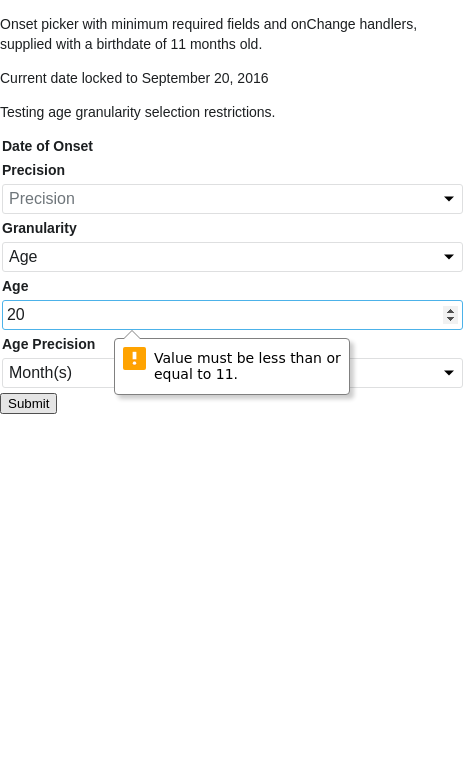 Onset picker with minimum required fields and onChange handlers,
supplied with a birthdate of 11 months old.
Current date locked to September 20, 2016
Testing age granularity selection restrictions.
Date of Onset
Precision
Precision
Granularity
Age
Age
20
Age Precision
Value must be less than or
equal to 11.
Month(s)
Submit